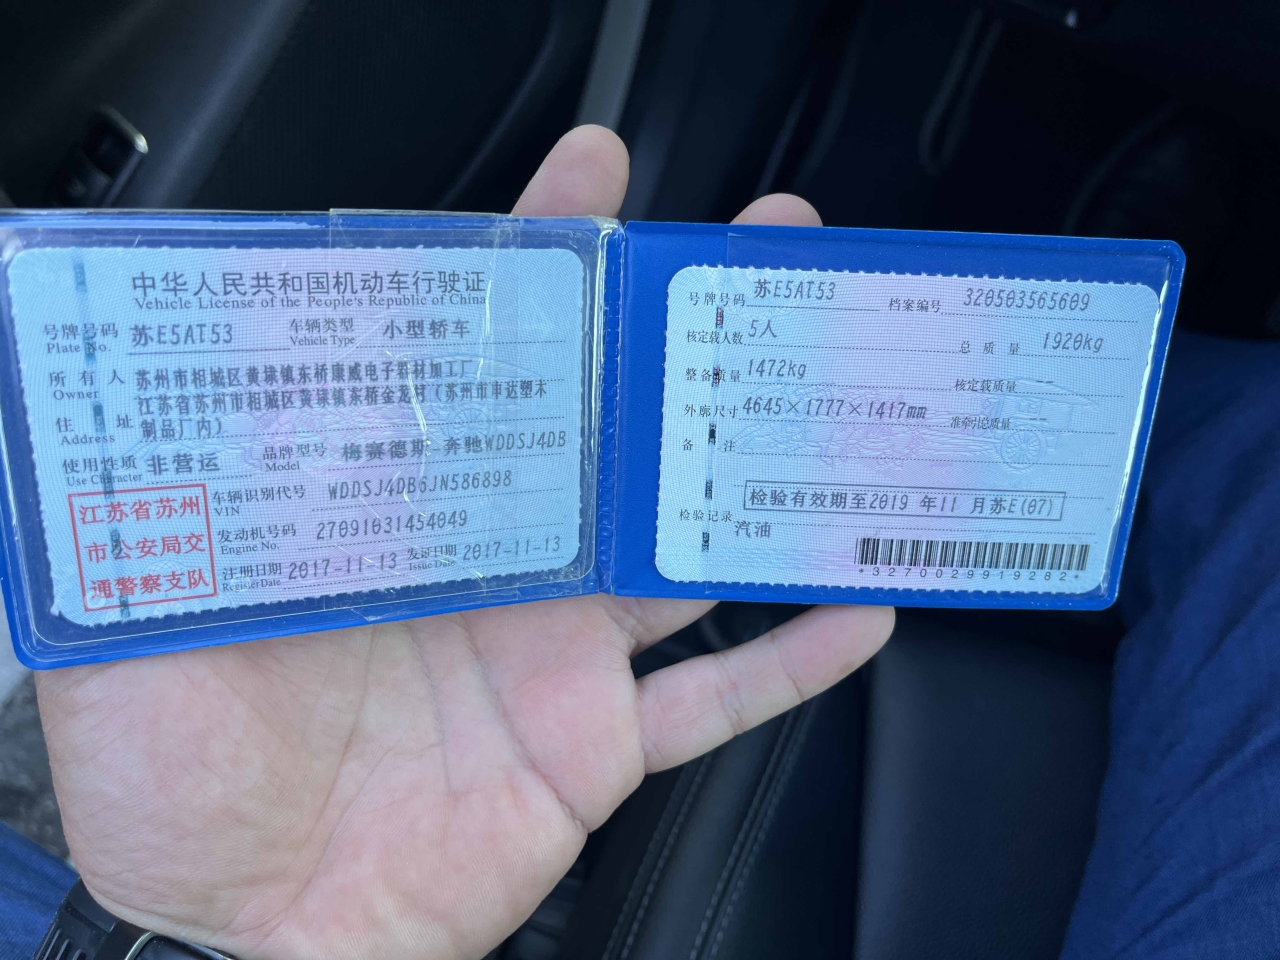 中华人民共和国机动车行驶证
Vehicle License of the People's Republic of China
号牌号码 苏E5AT53 车辆类型 小型轿车
Plate No. Vehicle Type
所有人 苏州市相城区黄埭镇东桥康威电子器材加工厂
Owner
住址 江苏省苏州市相城区黄埭镇东桥金龙村(苏州市申达塑木
Address 制品厂内)
使用性质 非营运 品牌型号 梅赛德斯-奔驰WDDSJ4DB
Use Character Model
江苏省苏州
市公安局交
通警察支队
车辆识别代号 WDDSJ4DB6JN586898
VIN
发动机号码 27091031454049
Engine No.
注册日期 2017-11-13 发证日期 2017-11-13
Register Date Issue Date
号牌号码 苏E5AT53 档案编号 320503565609
核定载人数 5人 总质量 1920kg
整备质量 1472kg 核定载质量 --
外廓尺寸 4645×1777×1417mm 准牵引总质量 --
备注
检验有效期至2019 年11 月苏E(07)
检验记录
汽油
*3270029919282*